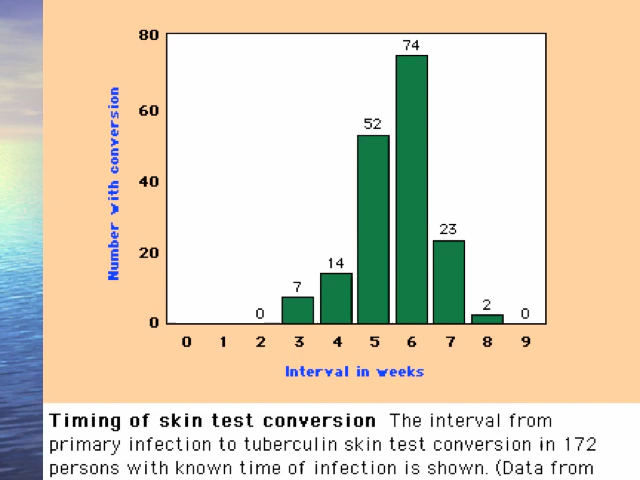 80
60
40
20
0
Number with conversion
0
7
14
52
74
23
2
0
0 1 2 3 4 5 6 7 8 9
Interval in weeks
Timing of skin test conversion The interval from
primary infection to tuberculin skin test conversion in 172
persons with known time of infection is shown. (Data from